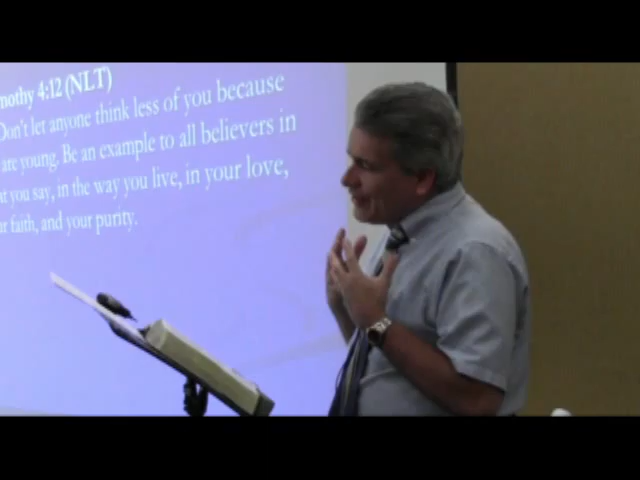 mothy 4:12 (NLT)
Don't let anyone think less of you because
are young. Be an example to all believers in
at you say, in the way you live, in your love,
ur faith, and your purity.